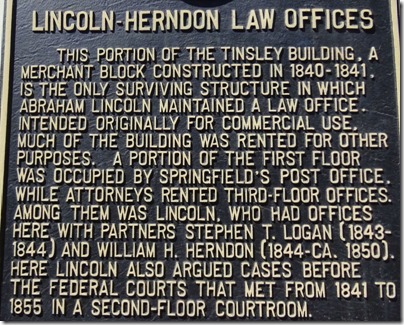 LINCOLN-HERNDON LAW OFFICES
THIS PORTION OF THE TINSLEY BUILDING, A
MERCHANT BLOCK CONSTRUCTED IN 1840-1841,
IS THE ONLY SURVIVING STRUCTURE IN WHICH
ABRAHAM LINCOLN MAINTAINED A LAW OFFICE.
INTENDED ORIGINALLY FOR COMMERCIAL USE,
MUCH OF THE BUILDING WAS RENTED FOR OTHER
PURPOSES. A PORTION OF THE FIRST FLOOR
WAS OCCUPIED BY SPRINGFIELD'S POST OFFICE,
WHILE ATTORNEYS RENTED THIRD-FLOOR OFFICES.
AMONG THEM WAS LINCOLN, WHO HAD OFFICES
HERE WITH PARTNERS STEPHEN T. LOGAN (1843-
1844) AND WILLIAM H. HERNDON (1844-CA. 1850).
HERE LINCOLN ALSO ARGUED CASES BEFORE
THE FEDERAL COURTS THAT MET FROM 1841 TO
1855 IN A SECOND-FLOOR COURTROOM.